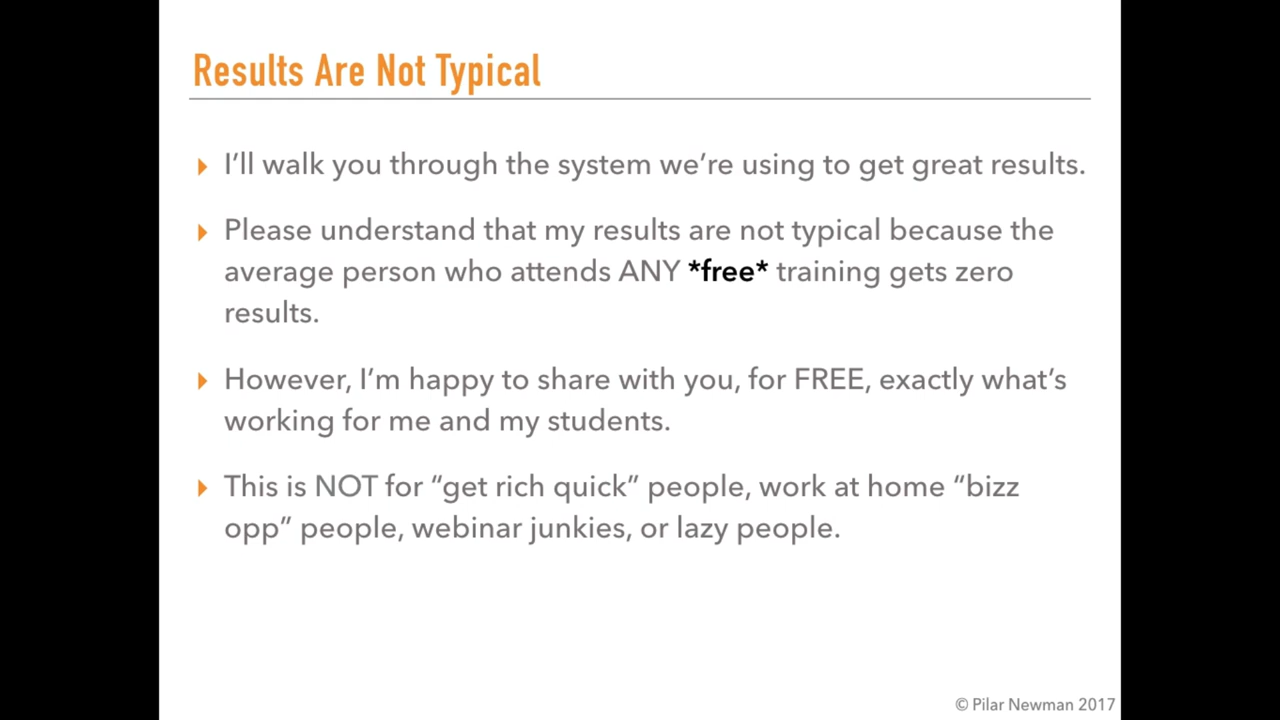 Results Are Not Typical
I’ll walk you through the system we’re using to get great results.
Please understand that my results are not typical because the
average person who attends ANY *free* training gets zero
results.
However, I’m happy to share with you, for FREE, exactly what’s
working for me and my students.
This is NOT for “get rich quick” people, work at home “bizz
opp” people, webinar junkies, or lazy people.
© Pilar Newman 2017